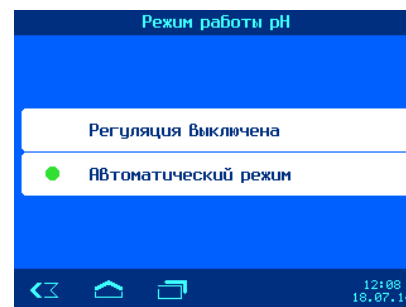 Режим работы pH
Регуляция Выключена
Автоматический режим
12:08
18.07.1